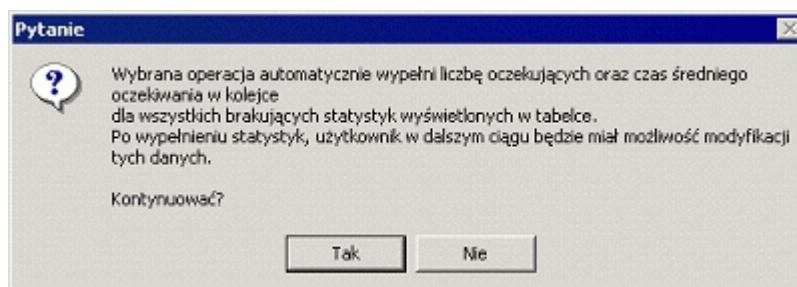 Pytanie
Wybrana operacja automatycznie wypełni liczbę oczekujących oraz czas średniego
oczekiwania w kolejce
dla wszystkich brakujących statystyk wyświetlonych w tabelce.
Po wypełnieniu statystyk, użytkownik w dalszym ciągu będzie miał możliwość modyfikacji
tych danych.
Kontynuować?
Tak
Nie